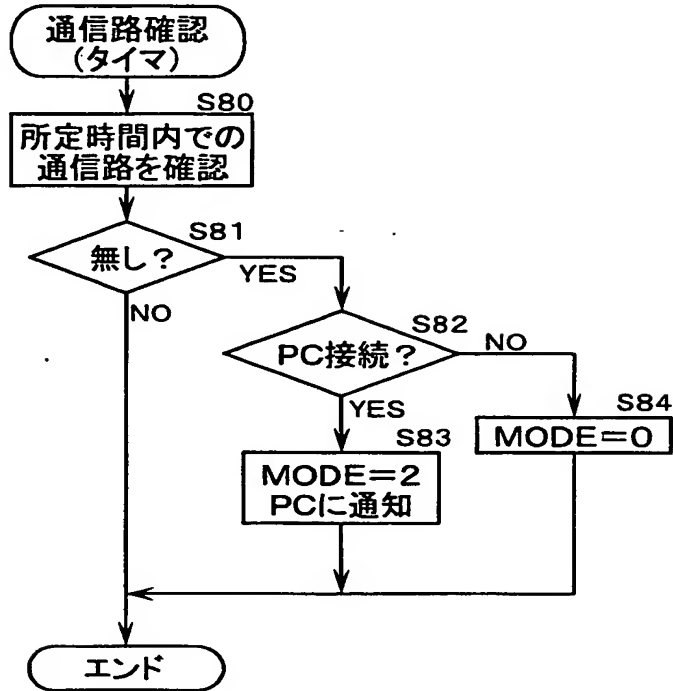 通信路確認
(タイマ)
S80
所定時間内での
通信路を確認
S81
無し？
YES
NO
S82
PC接続？
NO
YES
S84
MODE=0
S83
MODE=2
PCに通知
エンド